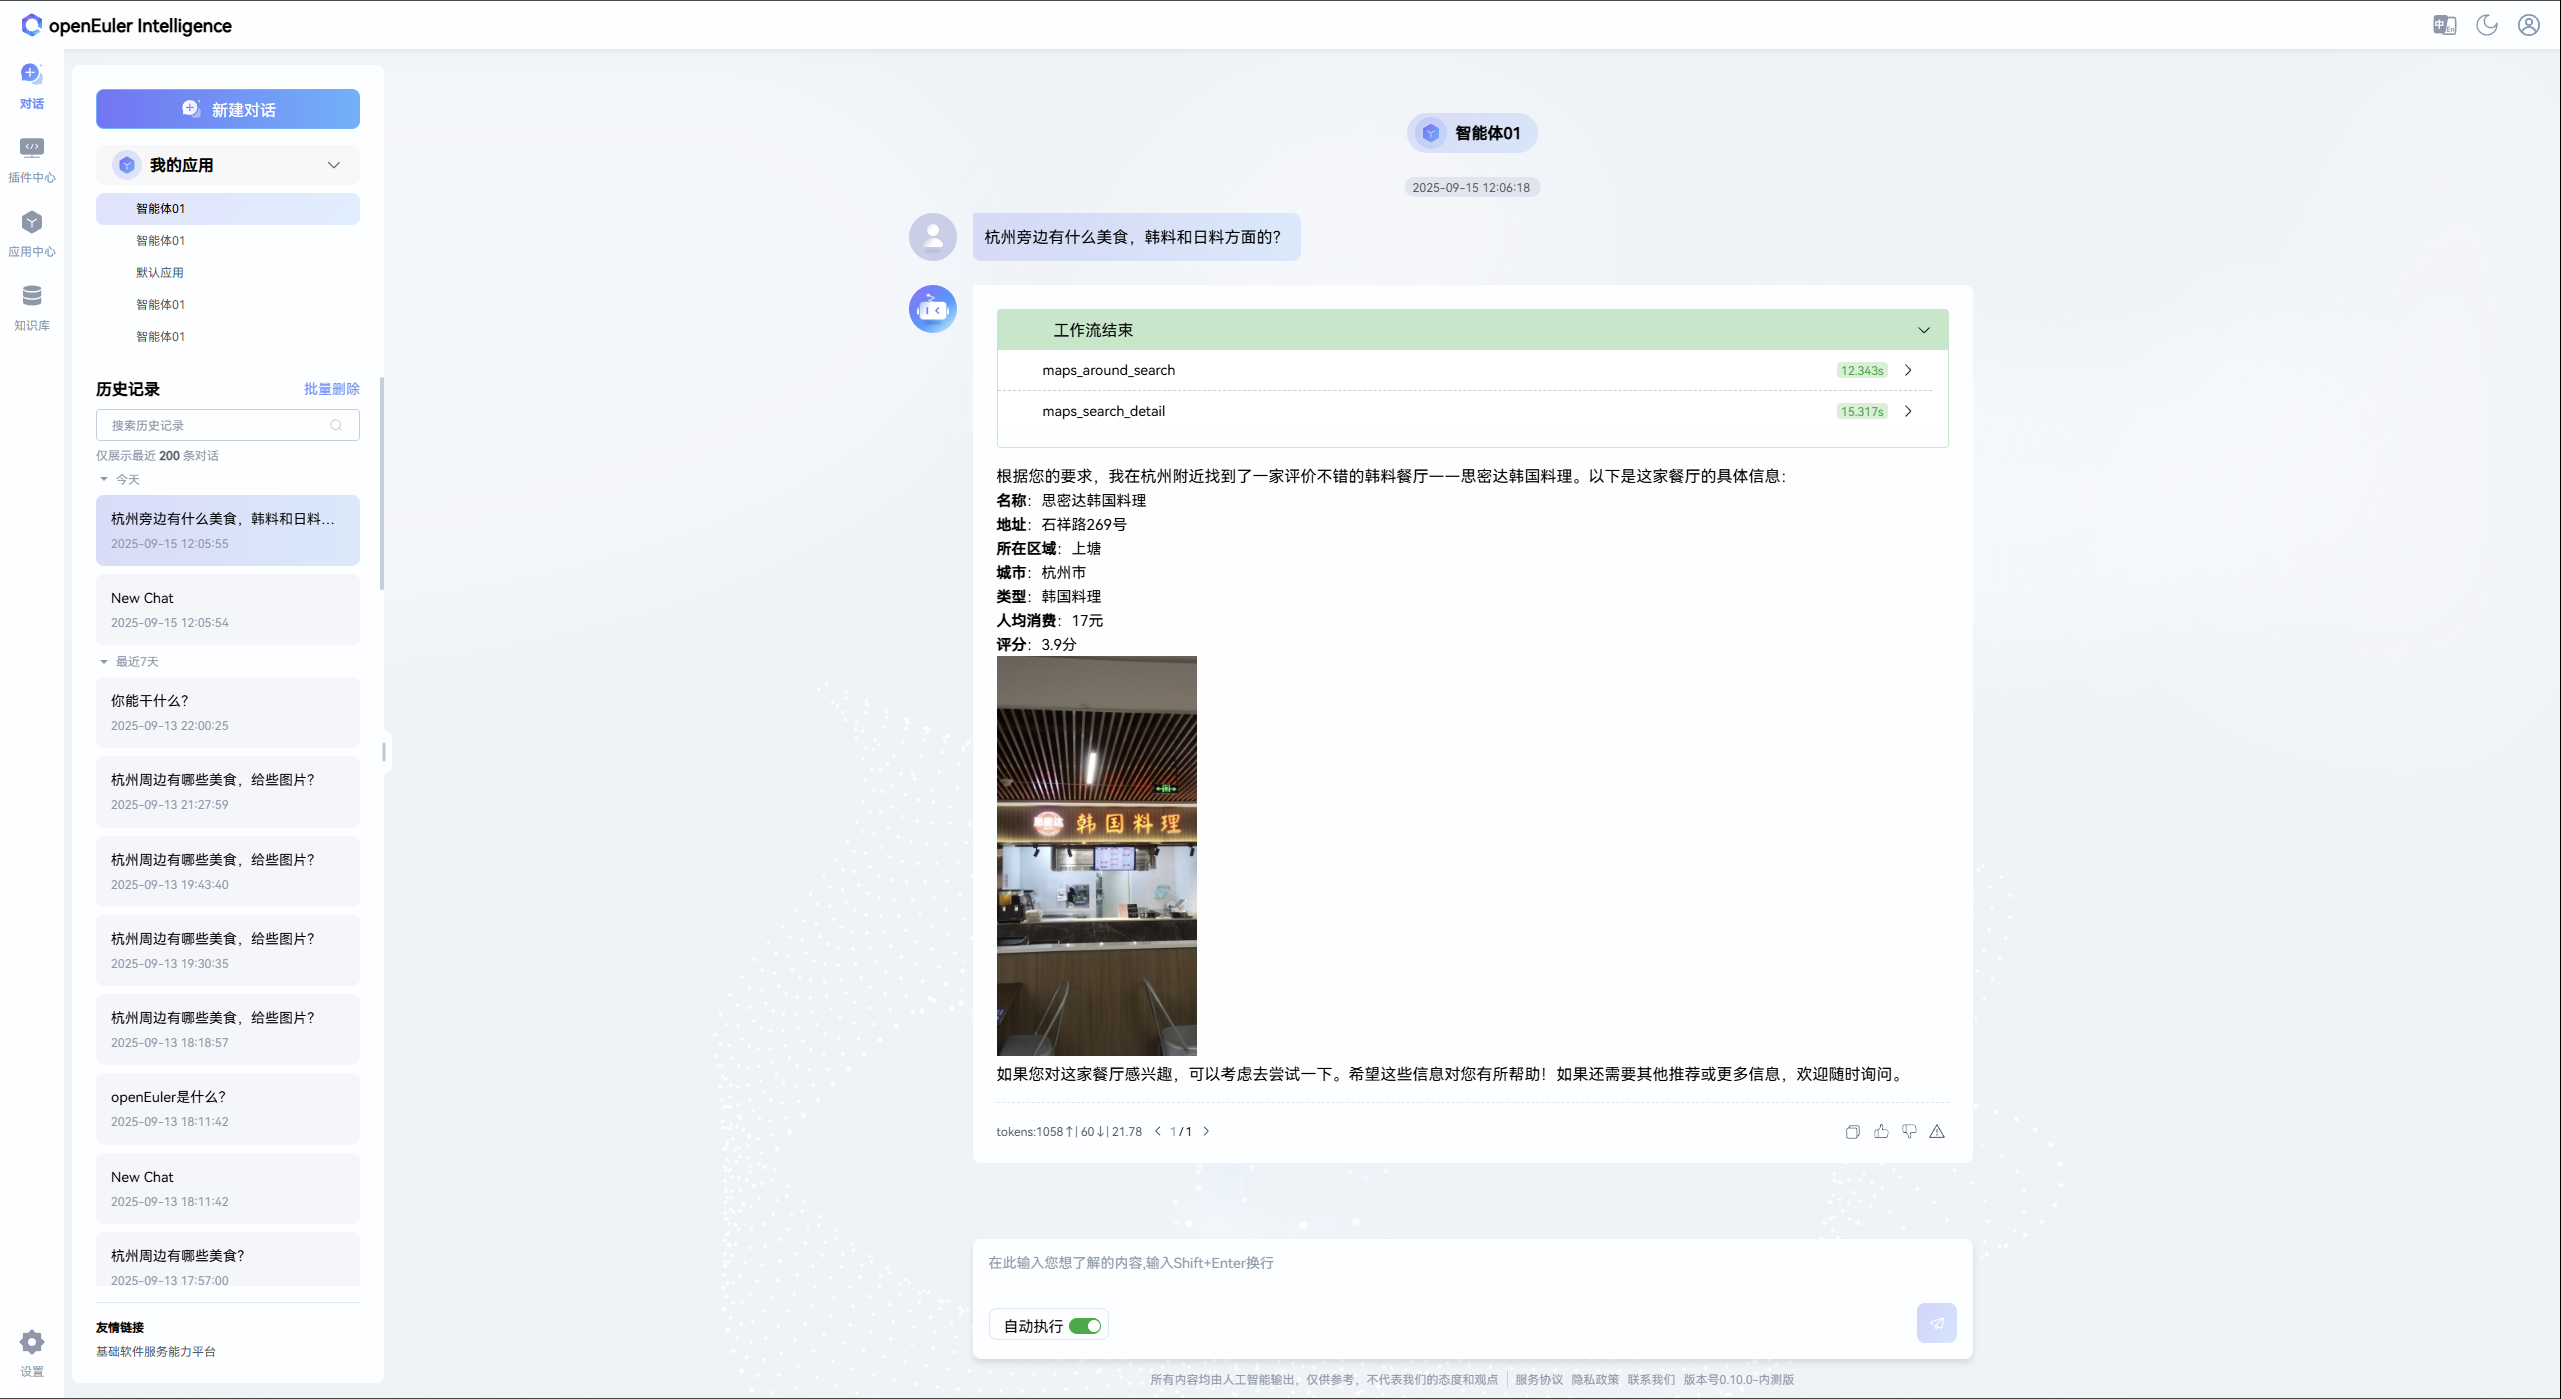 openEuler Intelligence
对话
插件中心
应用中心
知识库
设置
新建对话
我的应用
智能体01
智能体01
默认应用
智能体01
智能体01
历史记录
批量删除
搜索历史记录
仅展示最近 200 条对话
今天
杭州旁边有什么美食，韩料和日料...
2025-09-15 12:05:55
New Chat
2025-09-15 12:05:54
最近7天
你能干什么？
2025-09-13 22:00:25
杭州周边有哪些美食，给些图片？
2025-09-13 21:27:59
杭州周边有哪些美食，给些图片？
2025-09-13 19:43:40
杭州周边有哪些美食，给些图片？
2025-09-13 19:30:35
杭州周边有哪些美食，给些图片？
2025-09-13 18:18:57
openEuler是什么？
2025-09-13 18:11:42
New Chat
2025-09-13 18:11:42
杭州周边有哪些美食？
2025-09-13 17:57:00
友情链接
基础软件服务能力平台
智能体01
2025-09-15 12:06:18
杭州旁边有什么美食，韩料和日料方面的？
工作流结束
maps_around_search 12.343s
maps_search_detail 15.317s
根据您的要求，我在杭州附近找到了一家评价不错的韩料餐厅——思密达韩国料理。以下是这家餐厅的具体信息：
名称：思密达韩国料理
地址：石祥路269号
所在区域：上塘
城市：杭州市
类型：韩国料理
人均消费：17元
评分：3.9分
思密达 韩国料理
如果您对这家餐厅感兴趣，可以考虑去尝试一下。希望这些信息对您有所帮助！如果还需要其他推荐或更多信息，欢迎随时询问。
tokens:1058↑| 60↓| 21.78 1 / 1
在此输入您想了解的内容,输入Shift+Enter换行
自动执行
所有内容均由人工智能输出，仅供参考，不代表我们的态度和观点 服务协议 隐私政策 联系我们 版本号0.10.0-内测版